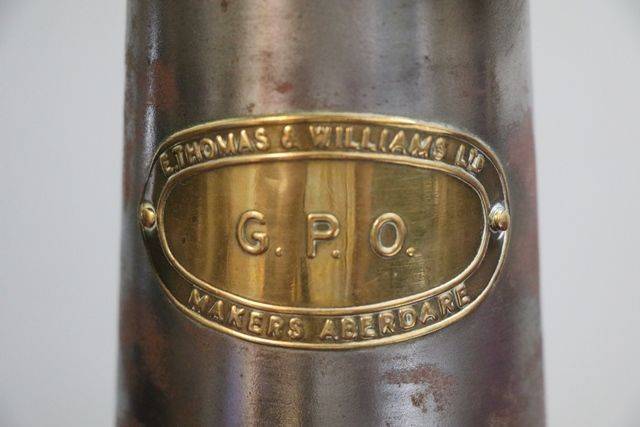 E. THOMAS & WILLIAMS LTD
G.P.O.
MAKERS ABERDARE